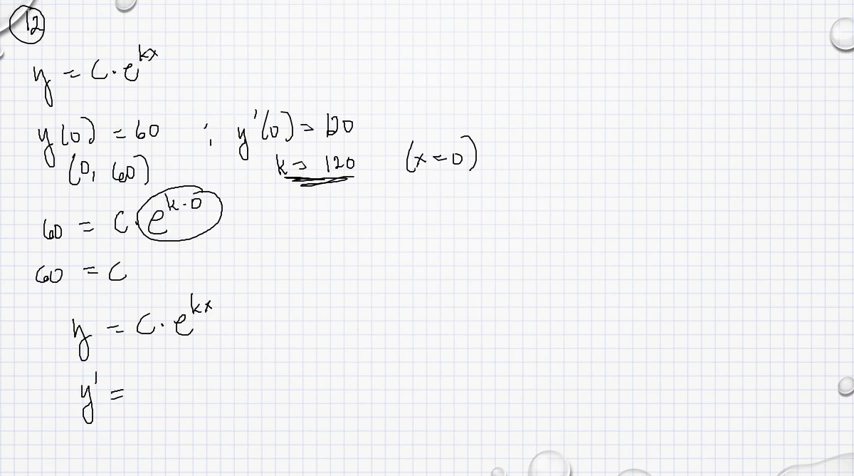 12
y = C · e^{kx}
y(0) = 60 ; y'(0) = 120
(0, 60) k = 120 (x = 0)
60 = C · e^{k · 0}
60 = C
y = C · e^{kx}
y' =